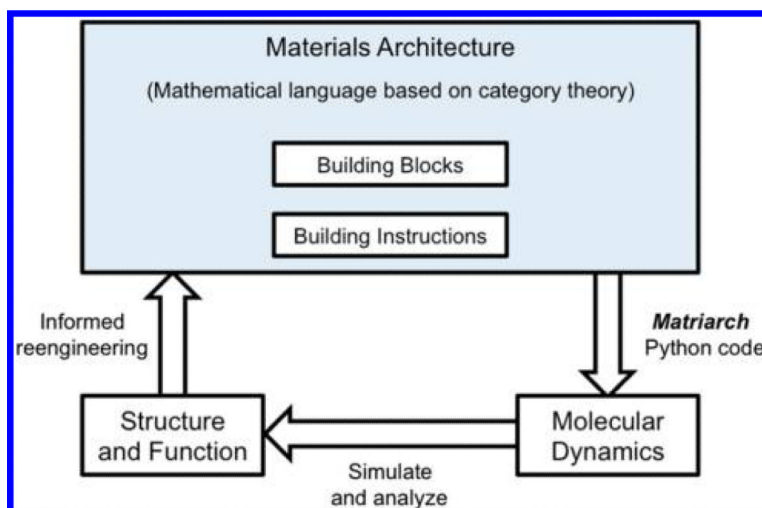 Materials Architecture
(Mathematical language based on category theory)
Building Blocks
Building Instructions
Informed
reengineering
Matriarch
Python code
Structure
and Function
Molecular
Dynamics
Simulate
and analyze